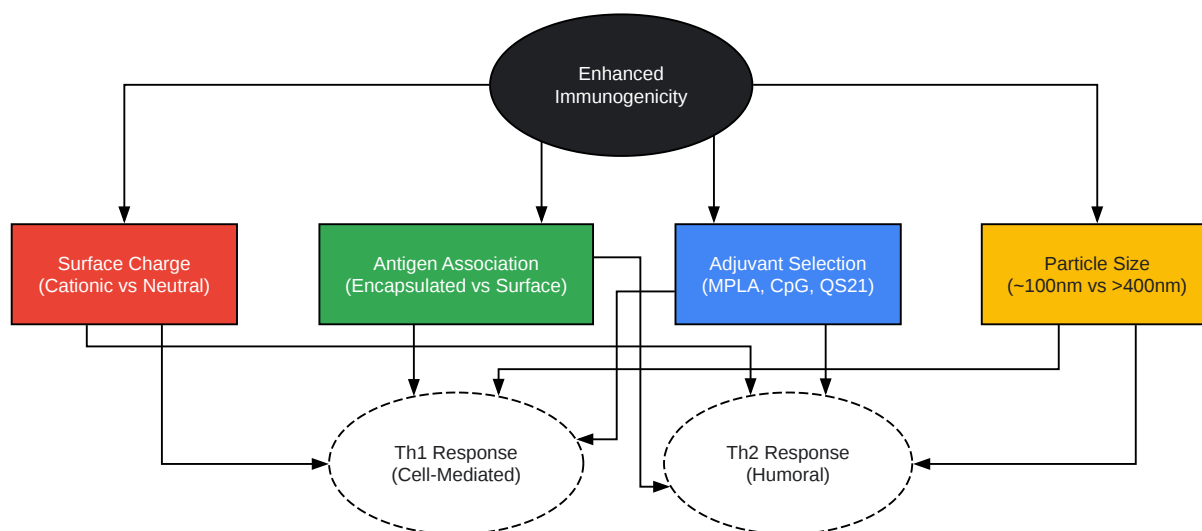 Enhanced
Immunogenicity
Surface Charge
(Cationic vs Neutral)
Antigen Association
(Encapsulated vs Surface)
Adjuvant Selection
(MPLA, CpG, QS21)
Particle Size
(~100nm vs >400nm)
Th1 Response
(Cell-Mediated)
Th2 Response
(Humoral)